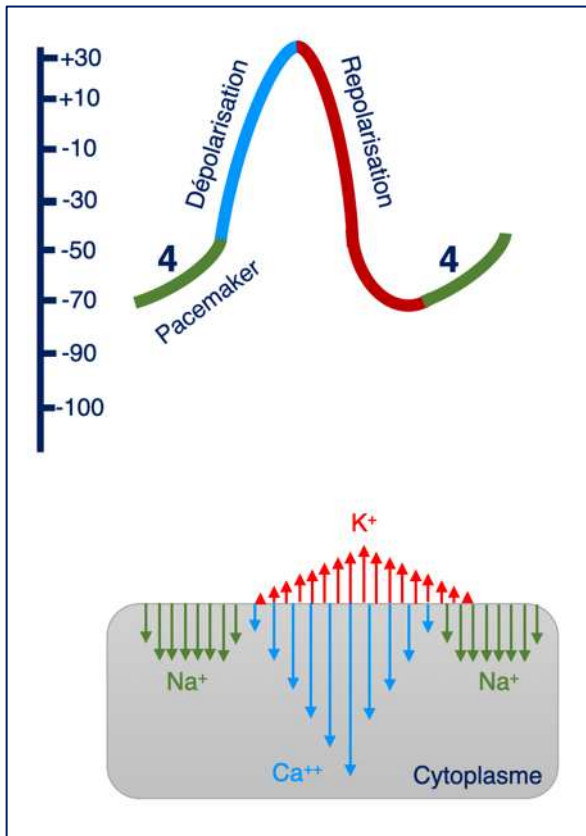 +30
+10
-10
-30
-50
-70
-90
-100
Dépolarisation
Repolarisation
4
4
Pacemaker
K+
Na+
Na+
Ca++
Cytoplasme